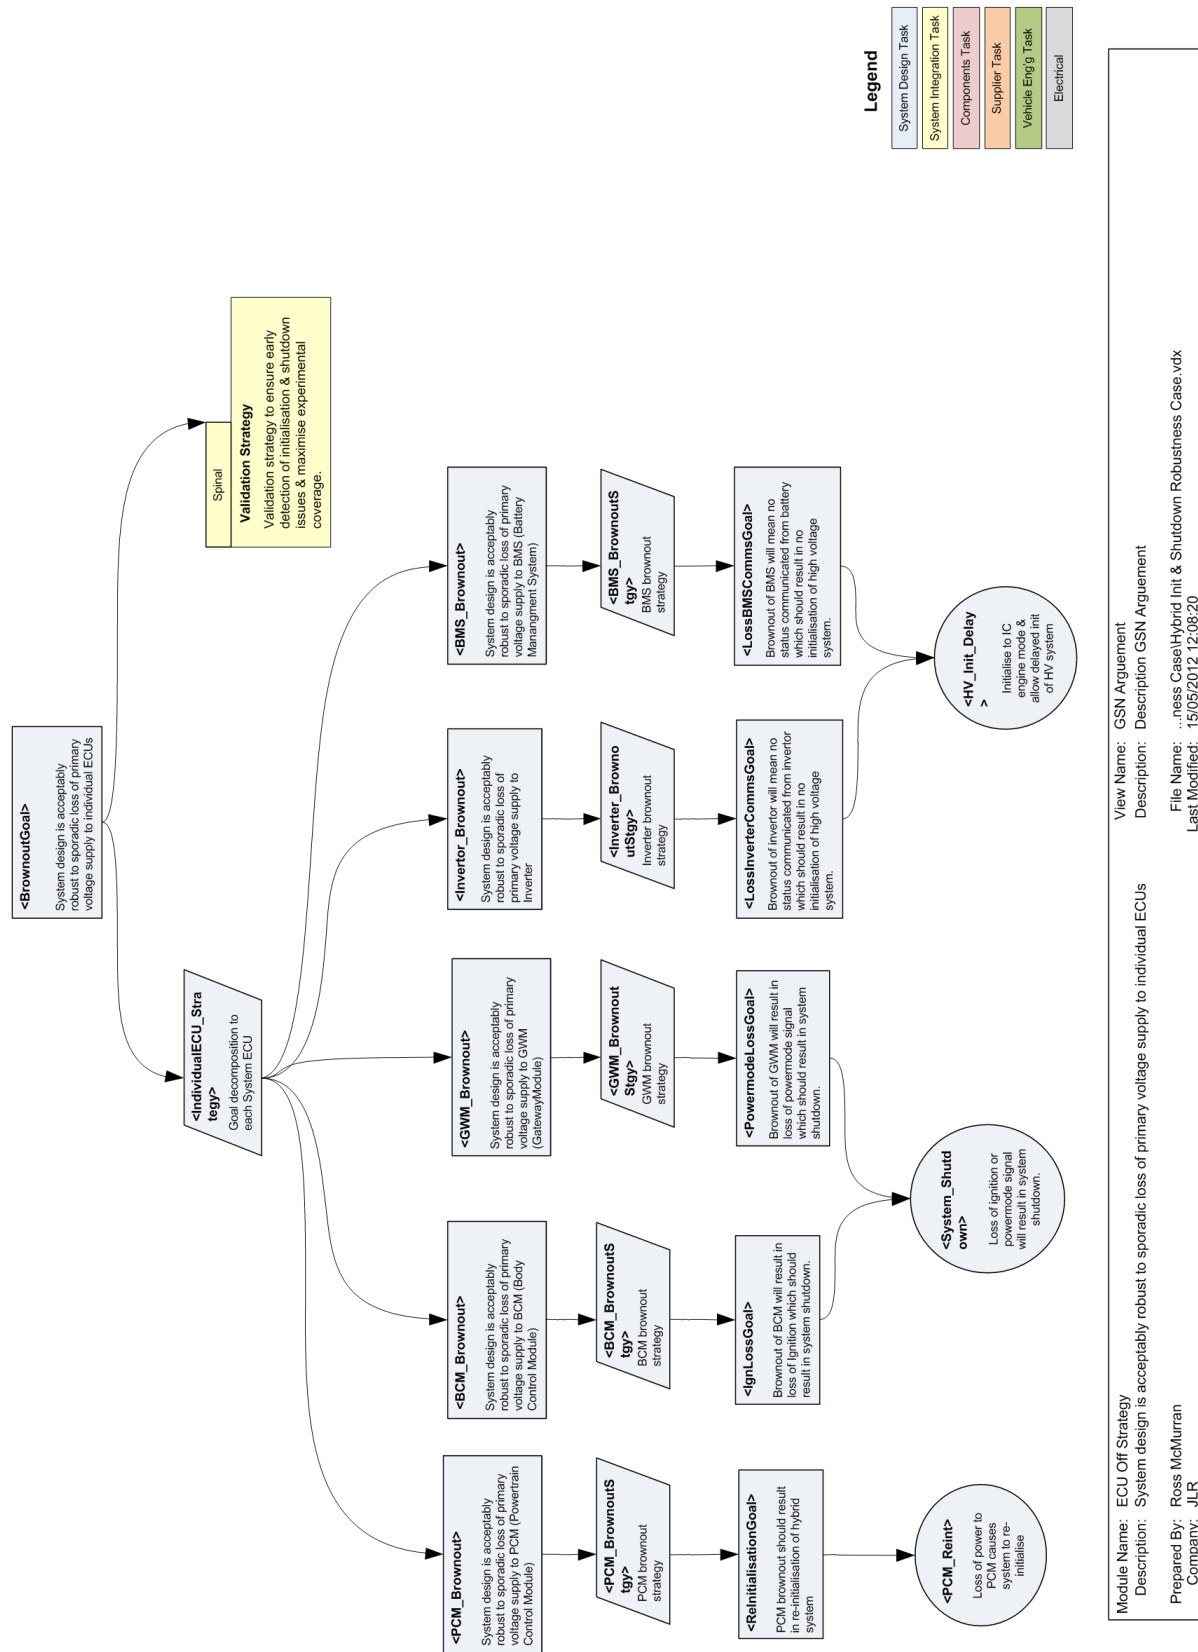 <BrownoutGoal>
System design is acceptably
robust to sporadic loss of primary
voltage supply to individual ECUs
<IndividualECU_Stra
tegy>
Goal decomposition to
each System ECU
Spinal
Validation Strategy
Validation strategy to ensure early
detection of initialisation & shutdown
issues & maximise experimental
coverage.
<PCM_Brownout>
System design is acceptably
robust to sporadic loss of primary
voltage supply to PCM (Powertrain
Control Module)
<BCM_Brownout>
System design is acceptably
robust to sporadic loss of primary
voltage supply to BCM (Body
Control Module)
<GWM_Brownout>
System design is acceptably
robust to sporadic loss of primary
voltage supply to GWM
(GatewayModule)
<Invertor_Brownout>
System design is acceptably
robust to sporadic loss of
primary voltage supply to
Inverter
<BMS_Brownout>
System design is acceptably
robust to sporadic loss of primary
voltage supply to BMS (Battery
Manangment System)
<PCM_BrownoutS
tgy>
PCM brownout
strategy
<BCM_BrownoutS
tgy>
BCM brownout
strategy
<GWM_Brownout
Stgy>
GWM brownout
strategy
<Inverter_Browno
utStgy>
Inverter brownout
strategy
<BMS_BrownoutS
tgy>
BMS brownout
strategy
<ReInitialisationGoal>
PCM brownout should result
in re-initialisation of hybrid
system
<IgnLossGoal>
Brownout of BCM will result in
loss of Ignition which should
result in system shutdown.
<PowermodeLossGoal>
Brownout of GWM will result in
loss of powermode signal
which should result in system
shutdown.
<LossInverterCommsGoal>
Brownout of invertor will mean no
status communicated from invertor
which should result in no
initialisation of high voltage
system.
<LossBMSCommsGoal>
Brownout of BMS will mean no
status communicated from battery
which should result in no
initialisation of high voltage
system.
<PCM_Reint>
Loss of power to
PCM causes
system to re-
initialise
<System_Shutd
own>
Loss of ignition or
powermode signal
will result in system
shutdown.
<HV_Init_Delay
>
Initialise to IC
engine mode &
allow delayed init
of HV system
Legend
System Design Task
System Integration Task
Components Task
Supplier Task
Vehicle Eng'g Task
Electrical
Module Name: ECU Off Strategy
Description: System design is acceptably robust to sporadic loss of primary voltage supply to individual ECUs
Prepared By: Ross McMurran
Company: JLR
View Name: GSN Arguement
Description: Description GSN Arguement
File Name: ...ness Case\Hybrid Init & Shutdown Robustness Case.vdx
Last Modified: 15/05/2012 12:08:20